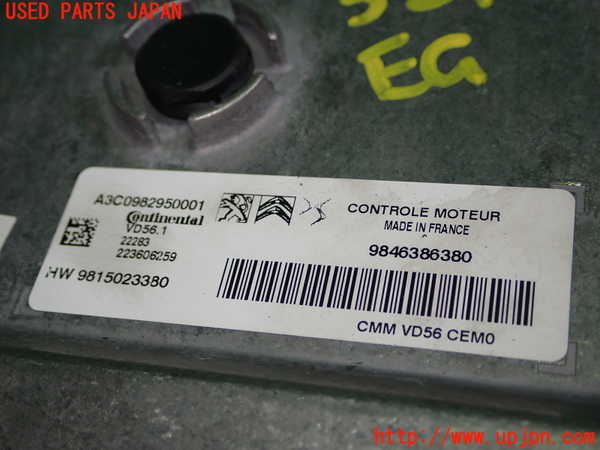 USED PARTS JAPAN
EG
A3C0982950001
Continental
VD56.1
22283
223606259
HW 9815023380
CONTROLE MOTEUR
MADE IN FRANCE
9846386380
CMM VD56 CEM0
http://www.upjpn.com/